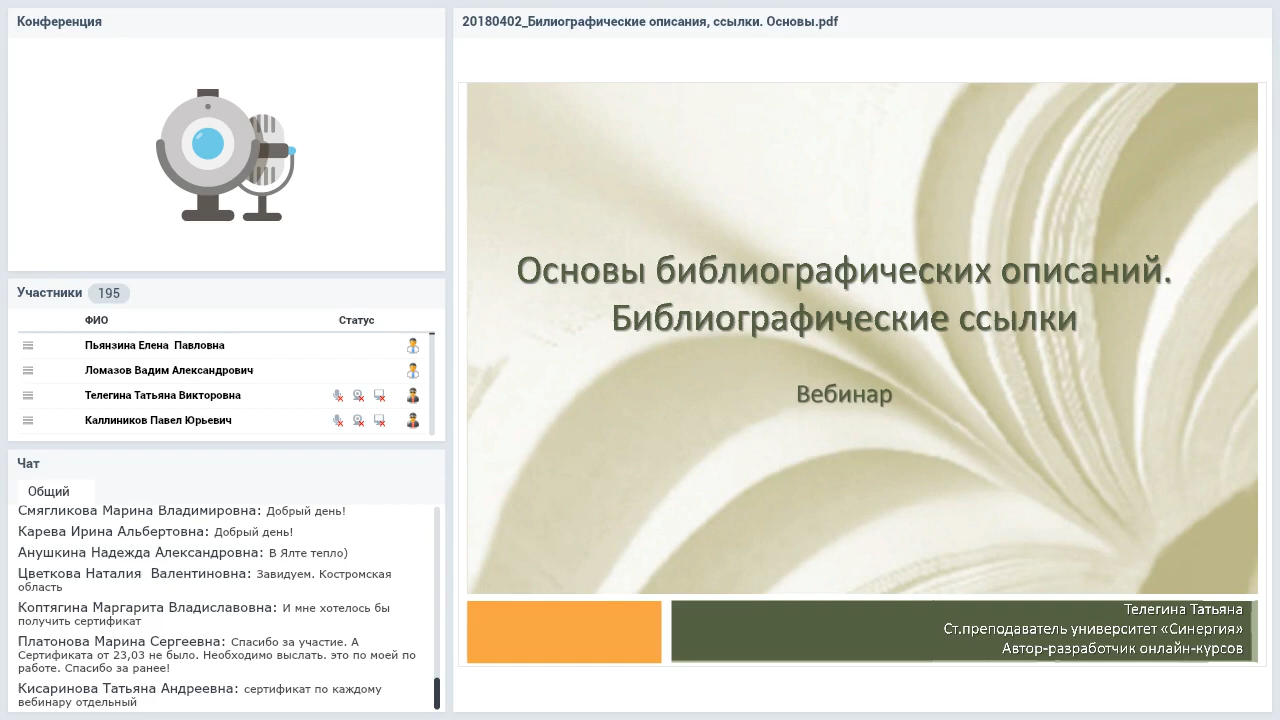 Конференция
Участники 195
ФИО Статус
Пьянзина Елена Павловна
Ломазов Вадим Александрович
Телегина Татьяна Викторовна
Каллиников Павел Юрьевич
Чат
Общий
Смягликова Марина Владимировна: Добрый день!
Карева Ирина Альбертовна: Добрый день!
Анушкина Надежда Александровна: В Ялте тепло)
Цветкова Наталия Валентиновна: Завидуем. Костромская
область
Коптягина Маргарита Владиславовна: И мне хотелось бы
получить сертификат
Платонова Марина Сергеевна: Спасибо за участие. А
Сертификата от 23,03 не было. Необходимо выслать. это по моей по
работе. Спасибо за ранее!
Кисаринова Татьяна Андреевна: сертификат по каждому
вебинару отдельный
20180402_Билиографические описания, ссылки. Основы.pdf
Основы библиографических описаний.
Библиографические ссылки
Вебинар
Телегина Татьяна
Ст.преподаватель университет «Синергия»
Автор-разработчик онлайн-курсов